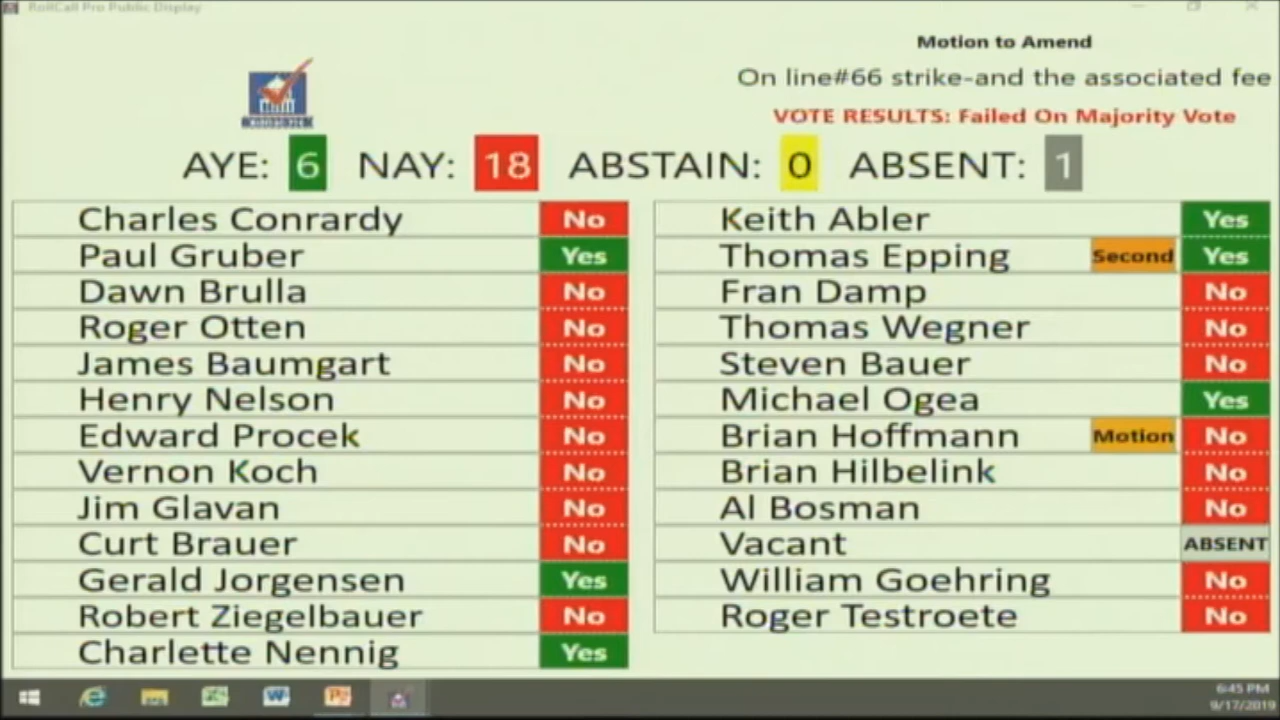 RollCall Pro Public Display
Motion to Amend
On line#66 strike-and the associated fee
VOTE RESULTS: Failed On Majority Vote
AYE: 6 NAY: 18 ABSTAIN: 0 ABSENT: 1
Charles Conrardy No
Paul Gruber Yes
Dawn Brulla No
Roger Otten No
James Baumgart No
Henry Nelson No
Edward Procek No
Vernon Koch No
Jim Glavan No
Curt Brauer No
Gerald Jorgensen Yes
Robert Ziegelbauer No
Charlette Nennig Yes
Keith Abler Yes
Thomas Epping Second Yes
Fran Damp No
Thomas Wegner No
Steven Bauer No
Michael Ogea Yes
Brian Hoffmann Motion No
Brian Hilbelink No
Al Bosman No
Vacant ABSENT
William Goehring No
Roger Testroete No
6:45 PM
9/17/2019